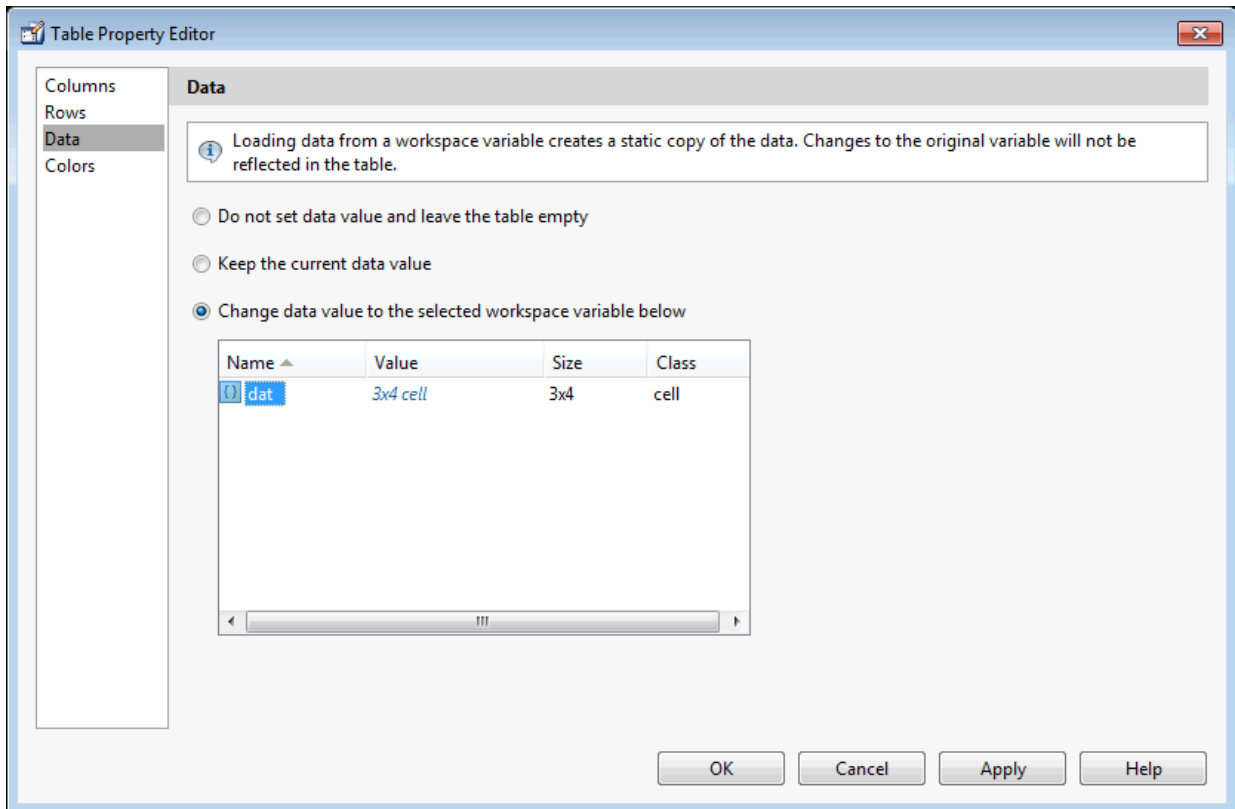 Table Property Editor
Columns
Rows
Data
Colors
Data
Loading data from a workspace variable creates a static copy of the data. Changes to the original variable will not be
reflected in the table.
Do not set data value and leave the table empty
Keep the current data value
Change data value to the selected workspace variable below
Name Value Size Class
{} dat 3x4 cell 3x4 cell
OK Cancel Apply Help